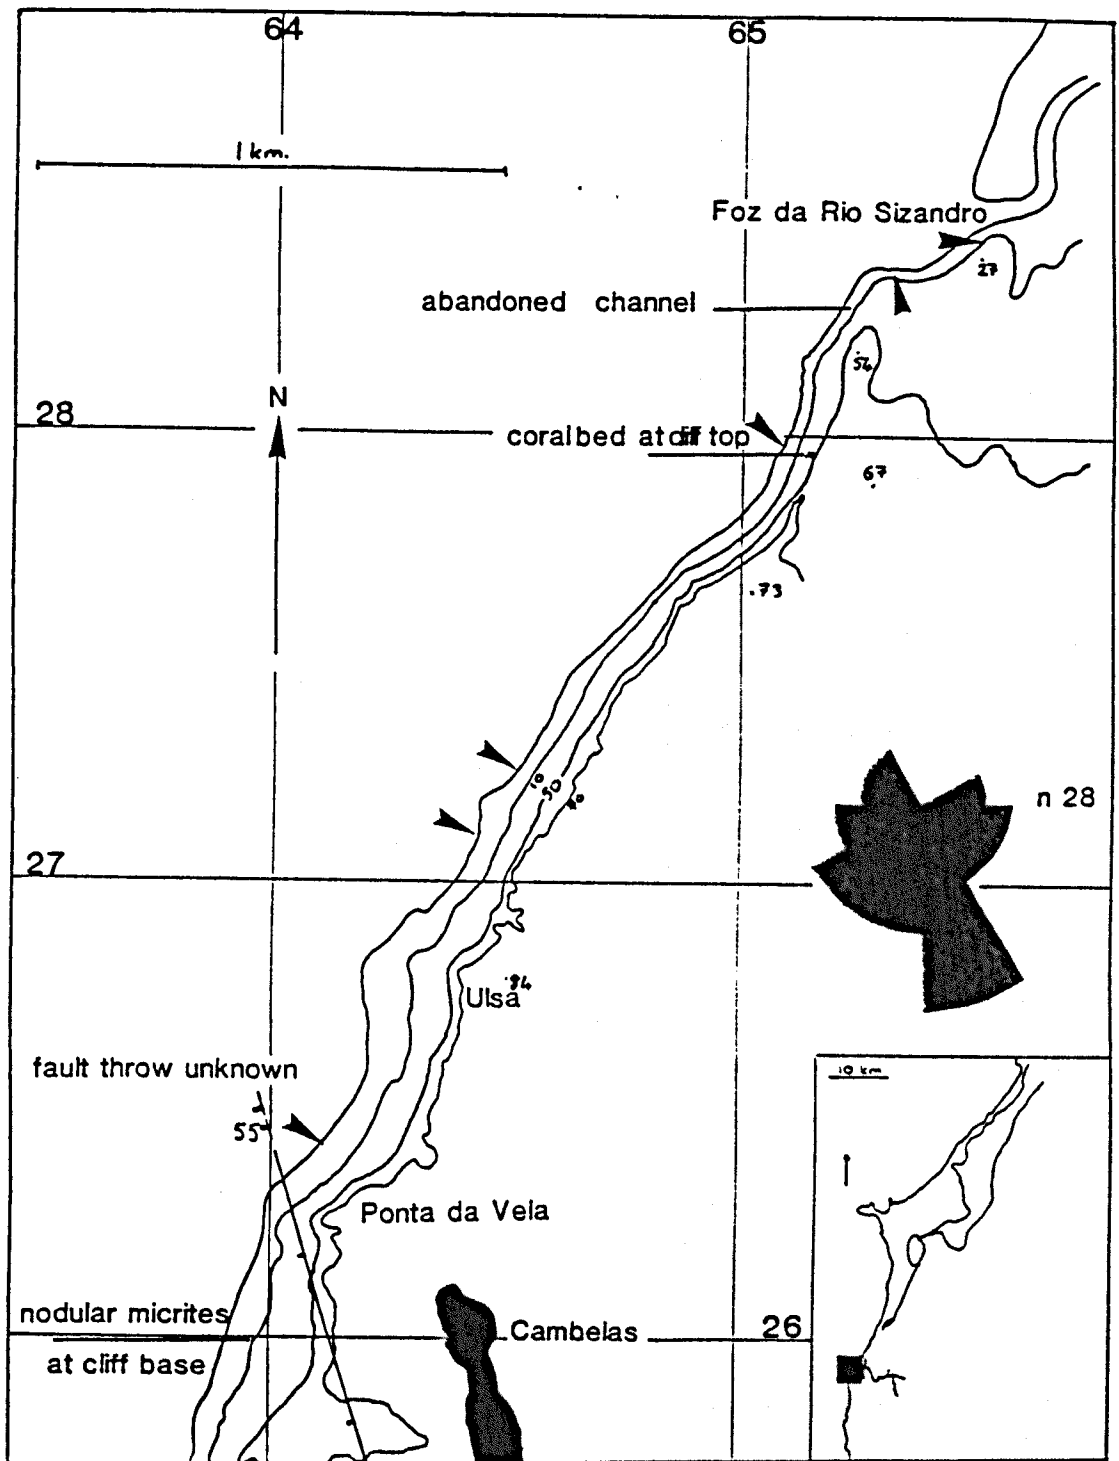 64
65
1 km.
Foz da Rio Sizandro
27
abandoned channel
54
N
28
coralbed at cliff top
67
73
10
50
n 28
27
94
Ulsa
fault throw unknown
10 km
55
Ponta da Vela
nodular micrites
Cambelas
26
at cliff base